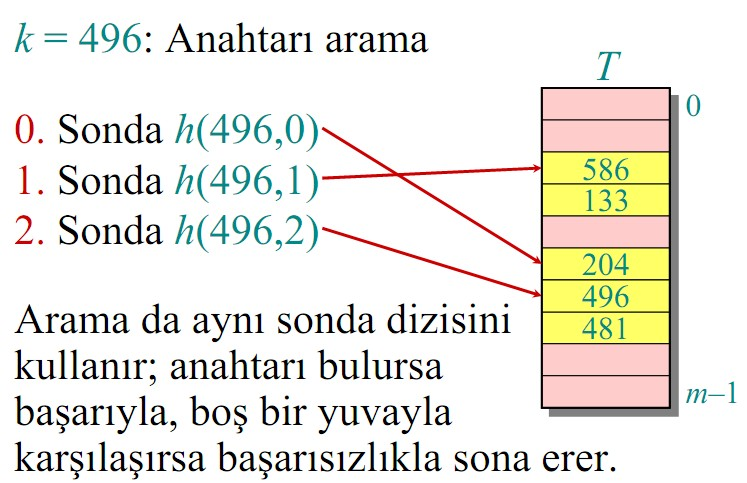 k = 496: Anahtarı arama
T
0
0. Sonda h(496,0)
1. Sonda h(496,1)
2. Sonda h(496,2)
586
133
204
496
481
m–1
Arama da aynı sonda dizisini
kullanır; anahtarı bulursa
başarıyla, boş bir yuvayla
karşılaşırsa başarısızlıkla sona erer.